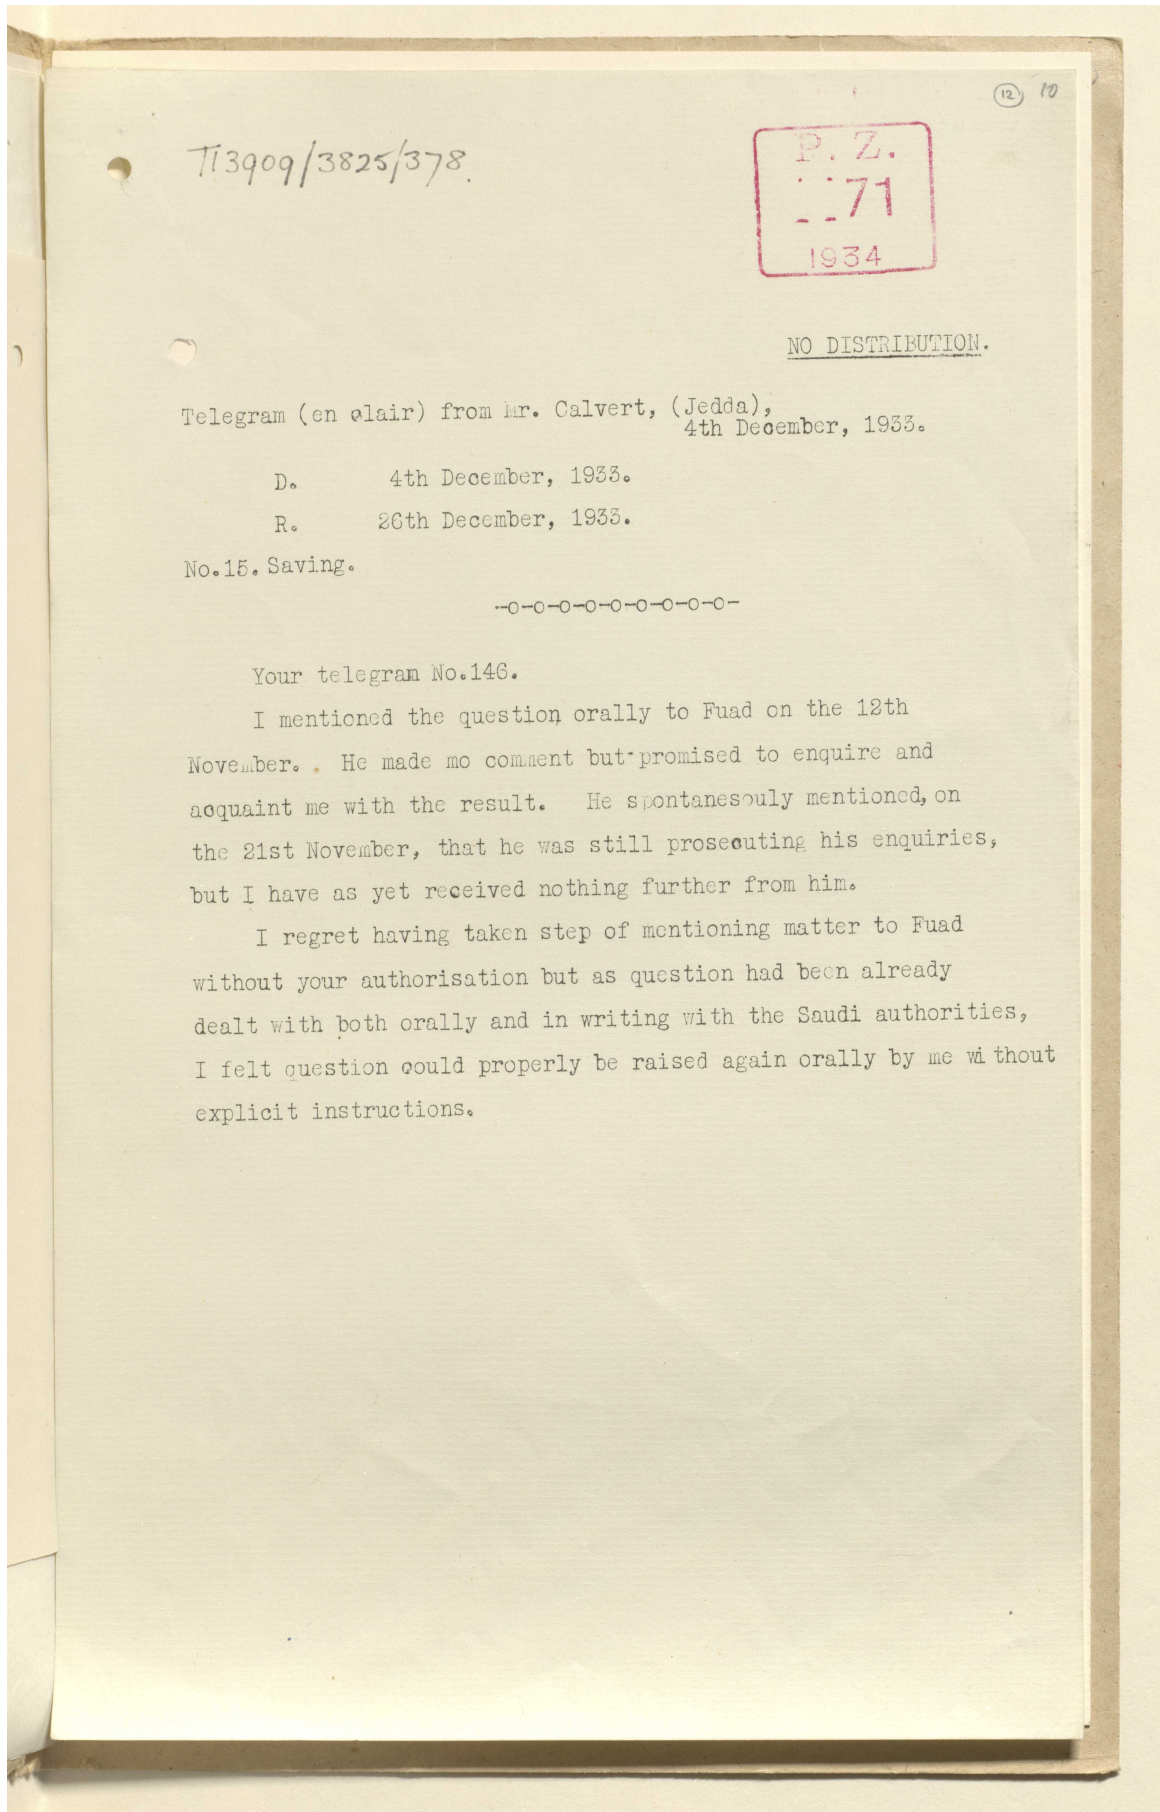 12 10
T13909/3825/378.
P. Z.
71
1934
NO DISTRIBUTION.
Telegram (en clair) from Mr. Calvert, (Jedda),
4th December, 1933.
D. 4th December, 1933.
R. 26th December, 1933.
No.15. Saving.
--o-o-o-o-o-o-o-o-o-
Your telegram No.146.
I mentioned the question orally to Fuad on the 12th
November. . He made mo comment but-promised to enquire and
acquaint me with the result. He spontanesouly mentioned, on
the 21st November, that he was still prosecuting his enquiries,
but I have as yet received nothing further from him.
I regret having taken step of mentioning matter to Fuad
without your authorisation but as question had been already
dealt with both orally and in writing with the Saudi authorities,
I felt question could properly be raised again orally by me without
explicit instructions.